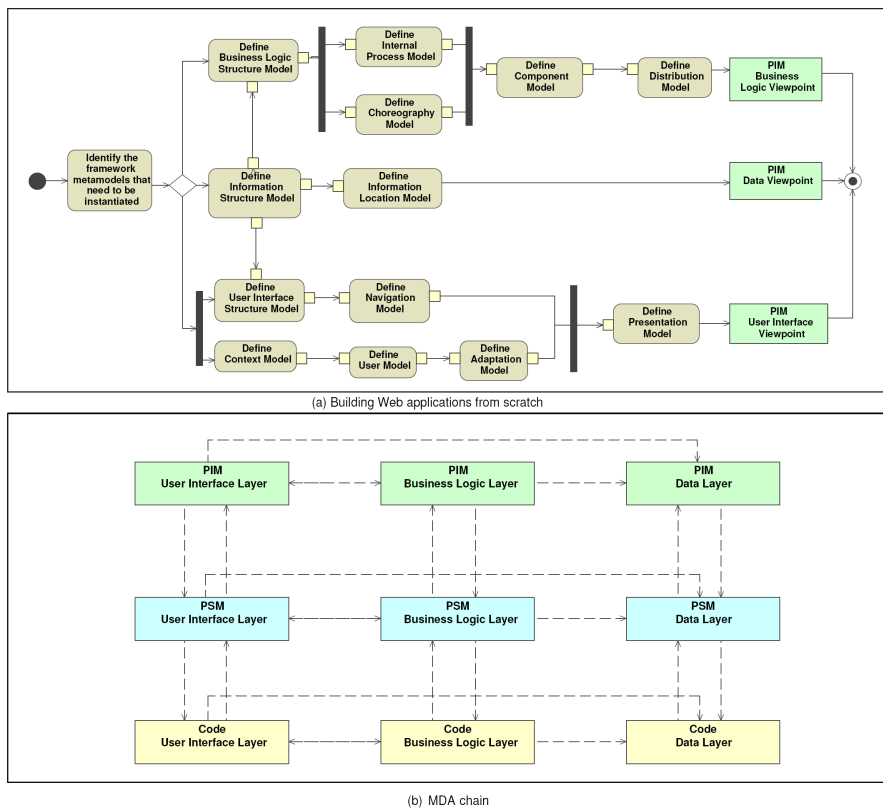 Define
Business Logic
Structure Model
Define
Internal
Process Model
Define
Choreography
Model
Define
Component
Model
Define
Distribution
Model
PIM
Business
Logic Viewpoint
Identify the
framework
metamodels that
need to be
instantiated
Define
Information
Structure Model
Define
Information
Location Model
PIM
Data Viewpoint
Define
User Interface
Structure Model
Define
Navigation
Model
Define
Context Model
Define
User Model
Define
Adaptation
Model
Define
Presentation
Model
PIM
User Interface
Viewpoint
(a) Building Web applications from scratch
PIM
User Interface Layer
PIM
Business Logic Layer
PIM
Data Layer
PSM
User Interface Layer
PSM
Business Logic Layer
PSM
Data Layer
Code
User Interface Layer
Code
Business Logic Layer
Code
Data Layer
(b) MDA chain